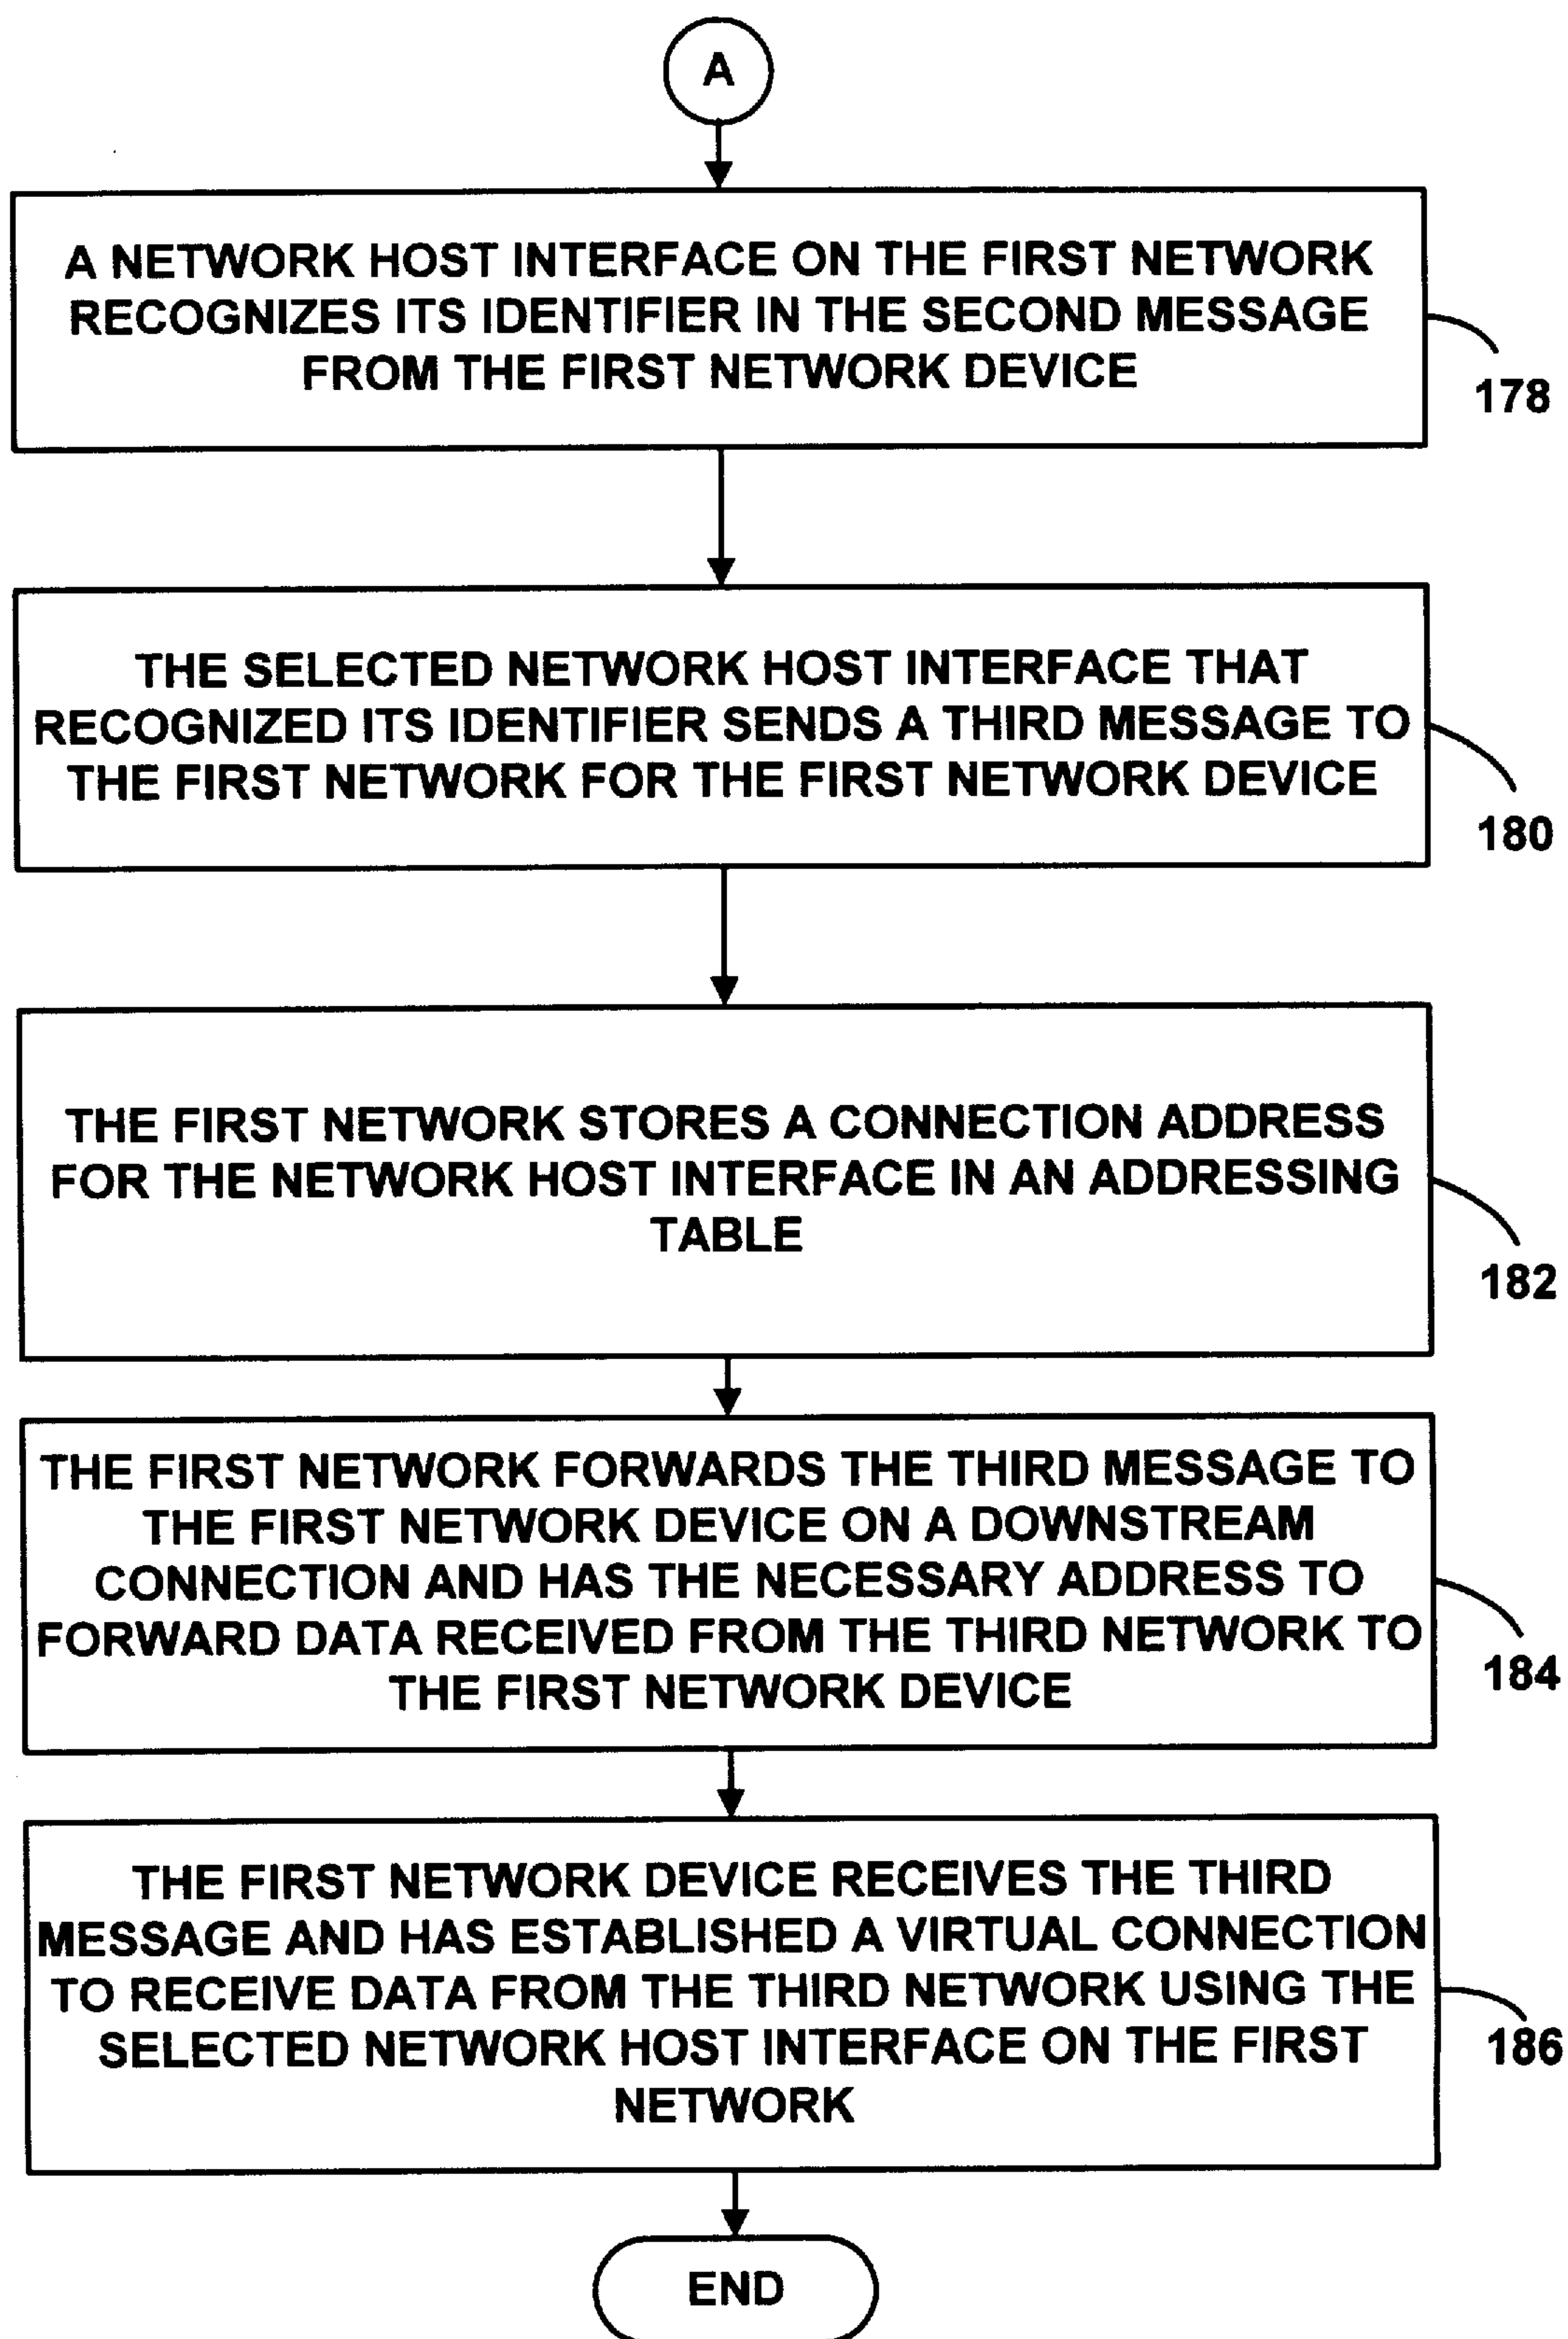 A
A NETWORK HOST INTERFACE ON THE FIRST NETWORK
RECOGNIZES ITS IDENTIFIER IN THE SECOND MESSAGE
FROM THE FIRST NETWORK DEVICE
178
THE SELECTED NETWORK HOST INTERFACE THAT
RECOGNIZED ITS IDENTIFIER SENDS A THIRD MESSAGE TO
THE FIRST NETWORK FOR THE FIRST NETWORK DEVICE
180
THE FIRST NETWORK STORES A CONNECTION ADDRESS
FOR THE NETWORK HOST INTERFACE IN AN ADDRESSING
TABLE
182
THE FIRST NETWORK FORWARDS THE THIRD MESSAGE TO
THE FIRST NETWORK DEVICE ON A DOWNSTREAM
CONNECTION AND HAS THE NECESSARY ADDRESS TO
FORWARD DATA RECEIVED FROM THE THIRD NETWORK TO
THE FIRST NETWORK DEVICE
184
THE FIRST NETWORK DEVICE RECEIVES THE THIRD
MESSAGE AND HAS ESTABLISHED A VIRTUAL CONNECTION
TO RECEIVE DATA FROM THE THIRD NETWORK USING THE
SELECTED NETWORK HOST INTERFACE ON THE FIRST
NETWORK
186
END